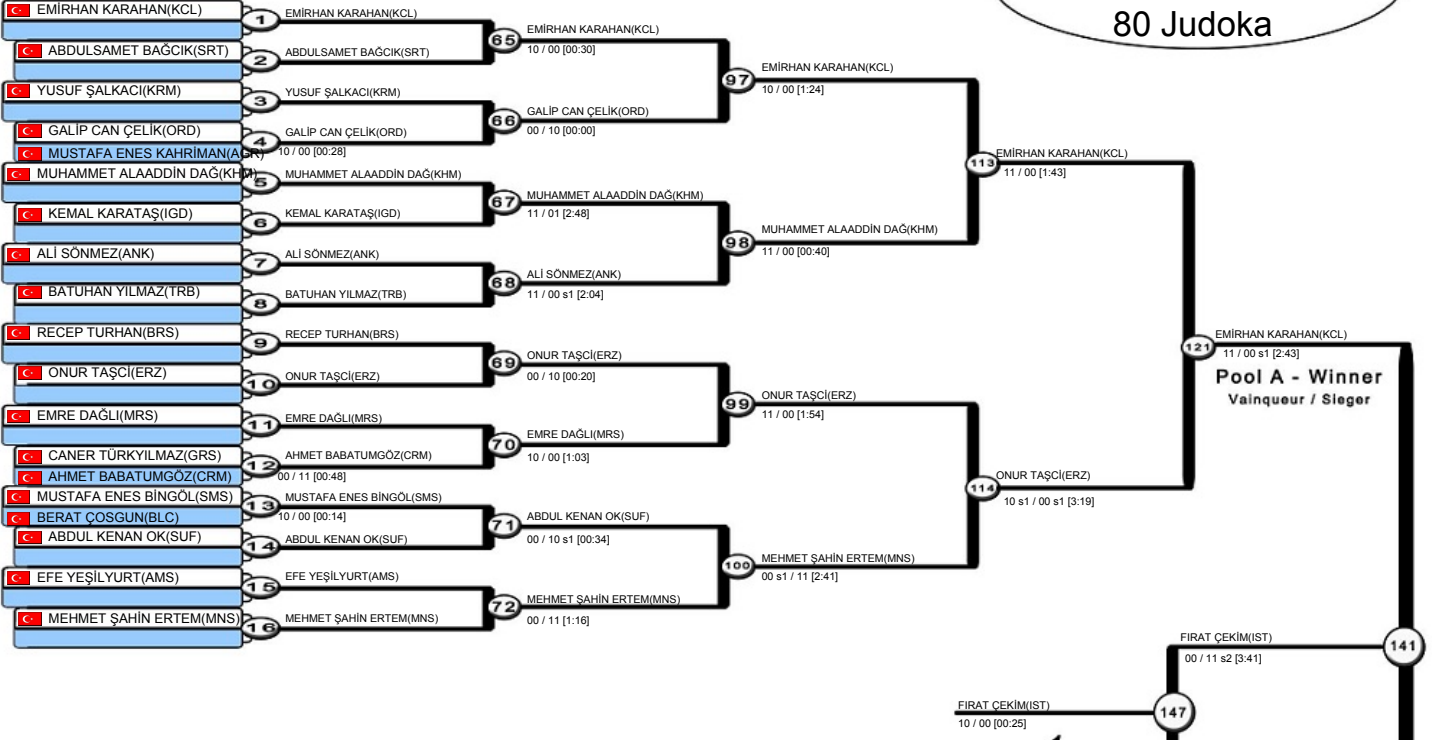 80 Judoka
EMİRHAN KARAHAN(KCL)
ABDULSAMET BAĞCIK(SRT)
YUSUF ŞALKACI(KRM)
GALİP CAN ÇELİK(ORD)
MUSTAFA ENES KAHRİMAN(AGR)
MUHAMMET ALAADDİN DAĞ(KHM)
KEMAL KARATAŞ(IGD)
ALİ SÖNMEZ(ANK)
BATUHAN YILMAZ(TRB)
RECEP TURHAN(BRS)
ONUR TAŞCİ(ERZ)
EMRE DAĞLI(MRS)
CANER TÜRKYILMAZ(GRS)
AHMET BABATUMGÖZ(CRM)
MUSTAFA ENES BİNGÖL(SMS)
BERAT ÇOSGUN(BLC)
ABDUL KENAN OK(SUF)
EFE YEŞİLYURT(AMS)
MEHMET ŞAHİN ERTEM(MNS)
1 EMİRHAN KARAHAN(KCL)
2 ABDULSAMET BAĞCIK(SRT)
3 YUSUF ŞALKACI(KRM)
4 GALİP CAN ÇELİK(ORD)
10 / 00 [00:28]
5 MUHAMMET ALAADDİN DAĞ(KHM)
6 KEMAL KARATAŞ(IGD)
7 ALİ SÖNMEZ(ANK)
8 BATUHAN YILMAZ(TRB)
9 RECEP TURHAN(BRS)
10 ONUR TAŞCİ(ERZ)
11 EMRE DAĞLI(MRS)
12 AHMET BABATUMGÖZ(CRM)
00 / 11 [00:48]
13 MUSTAFA ENES BİNGÖL(SMS)
10 / 00 [00:14]
14 ABDUL KENAN OK(SUF)
15 EFE YEŞİLYURT(AMS)
16 MEHMET ŞAHİN ERTEM(MNS)
65 EMİRHAN KARAHAN(KCL)
10 / 00 [00:30]
66 GALİP CAN ÇELİK(ORD)
00 / 10 [00:00]
67 MUHAMMET ALAADDİN DAĞ(KHM)
11 / 01 [2:48]
68 ALİ SÖNMEZ(ANK)
11 / 00 s1 [2:04]
69 ONUR TAŞCİ(ERZ)
00 / 10 [00:20]
70 EMRE DAĞLI(MRS)
10 / 00 [1:03]
71 ABDUL KENAN OK(SUF)
00 / 10 s1 [00:34]
72 MEHMET ŞAHİN ERTEM(MNS)
00 / 11 [1:16]
97 EMİRHAN KARAHAN(KCL)
10 / 00 [1:24]
98 MUHAMMET ALAADDİN DAĞ(KHM)
11 / 00 [00:40]
99 ONUR TAŞCİ(ERZ)
11 / 00 [1:54]
100 MEHMET ŞAHİN ERTEM(MNS)
00 s1 / 11 [2:41]
113 EMİRHAN KARAHAN(KCL)
11 / 00 [1:43]
114 ONUR TAŞCİ(ERZ)
10 s1 / 00 s1 [3:19]
121 EMİRHAN KARAHAN(KCL)
11 / 00 s1 [2:43]
Pool A - Winner
Vainqueur / Sieger
FIRAT ÇEKİM(IST) 141
00 / 11 s2 [3:41]
FIRAT ÇEKİM(IST) 147
10 / 00 [00:25]